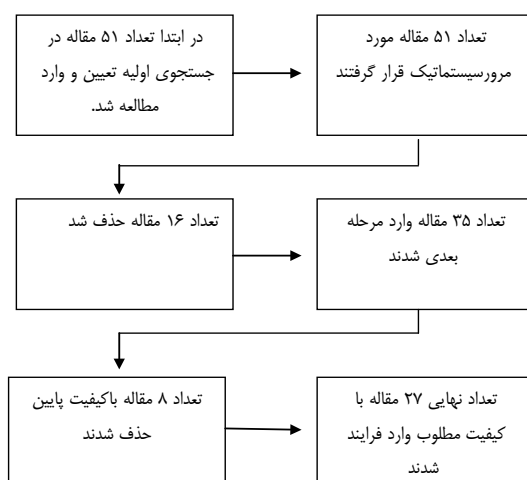 در ابتدا تعداد ۵۱ مقاله در
جستجوی اولیه تعیین و وارد
مطالعه شد.
تعداد ۵۱ مقاله مورد
مرورسیستماتیک قرار گرفتند
تعداد ۱۶ مقاله حذف شد
تعداد ۳۵ مقاله وارد مرحله
بعدی شدند
تعداد ۸ مقاله باکیفیت پایین
حذف شدند
تعداد نهایی ۲۷ مقاله با
کیفیت مطلوب وارد فرایند
شدند